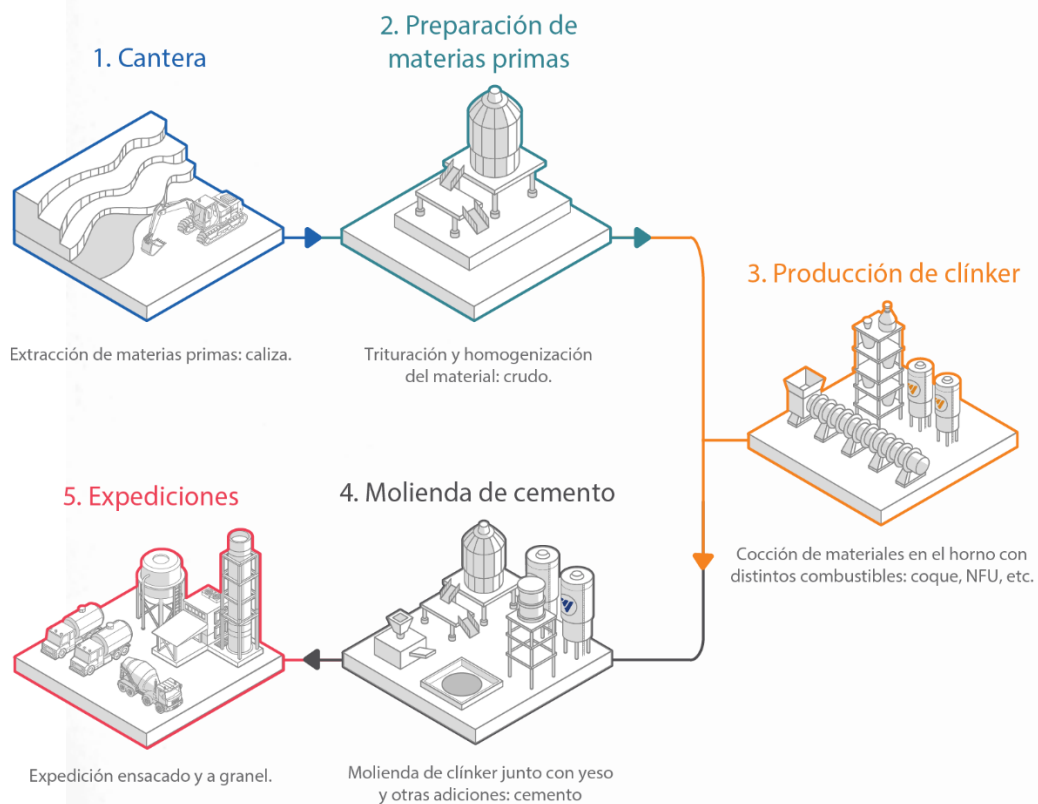 1. Cantera
Extracción de materias primas: caliza.
2. Preparación de
materias primas
Trituración y homogenización
del material: crudo.
3. Producción de clínker
Cocción de materiales en el horno con
distintos combustibles: coque, NFU, etc.
4. Molienda de cemento
Molienda de clínker junto con yeso
y otras adiciones: cemento
5. Expediciones
Expedición ensacado y a granel.